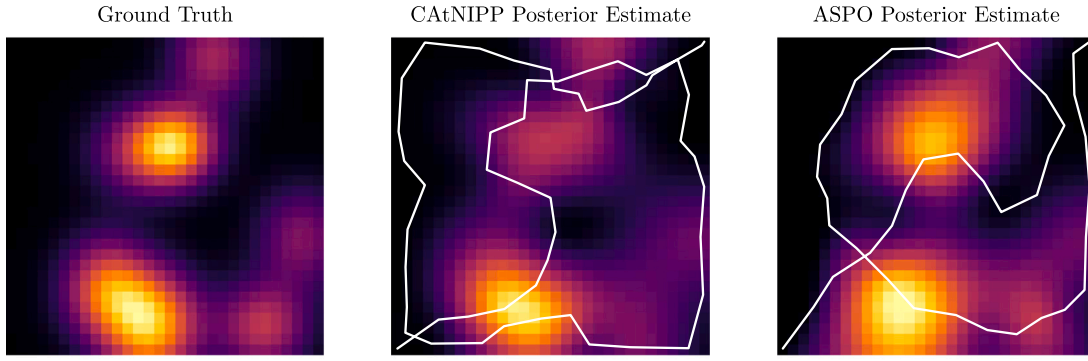 Ground Truth
CAtNIPP Posterior Estimate
ASPO Posterior Estimate